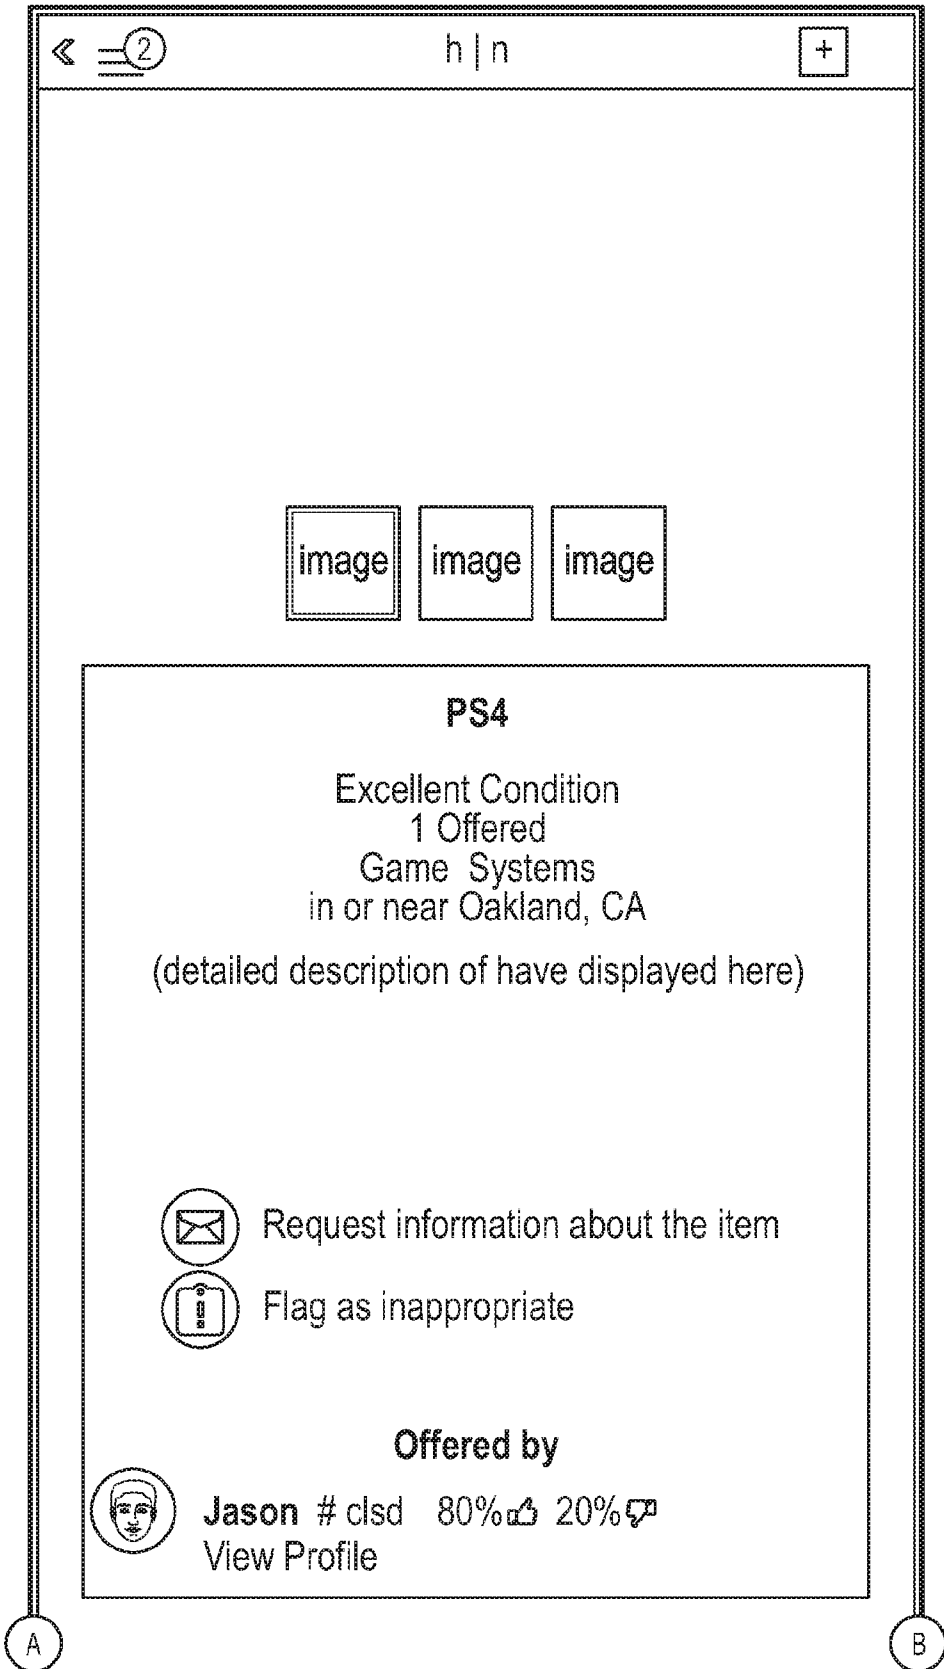 2 h | n +
image image image
PS4
Excellent Condition
1 Offered
Game Systems
in or near Oakland, CA
(detailed description of have displayed here)
Request information about the item
Flag as inappropriate
Offered by
Jason # clsd 80% 20%
View Profile
A B